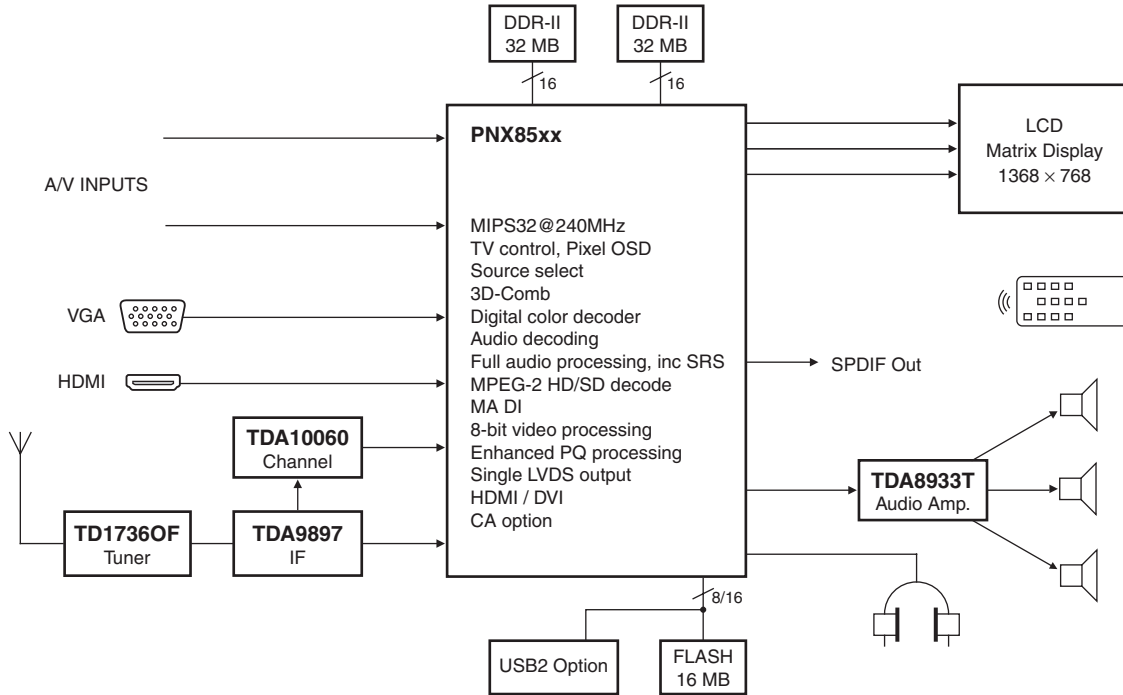 DDR-II
32 MB
DDR-II
32 MB
16
16
PNX85xx
LCD
Matrix Display
1368 × 768
A/V INPUTS
MIPS32@240MHz
TV control, Pixel OSD
Source select
3D-Comb
Digital color decoder
Audio decoding
Full audio processing, inc SRS
MPEG-2 HD/SD decode
MA DI
8-bit video processing
Enhanced PQ processing
Single LVDS output
HDMI / DVI
CA option
VGA
HDMI
SPDIF Out
TDA10060
Channel
TDA8933T
Audio Amp.
TD1736OF
Tuner
TDA9897
IF
8/16
USB2 Option
FLASH
16 MB